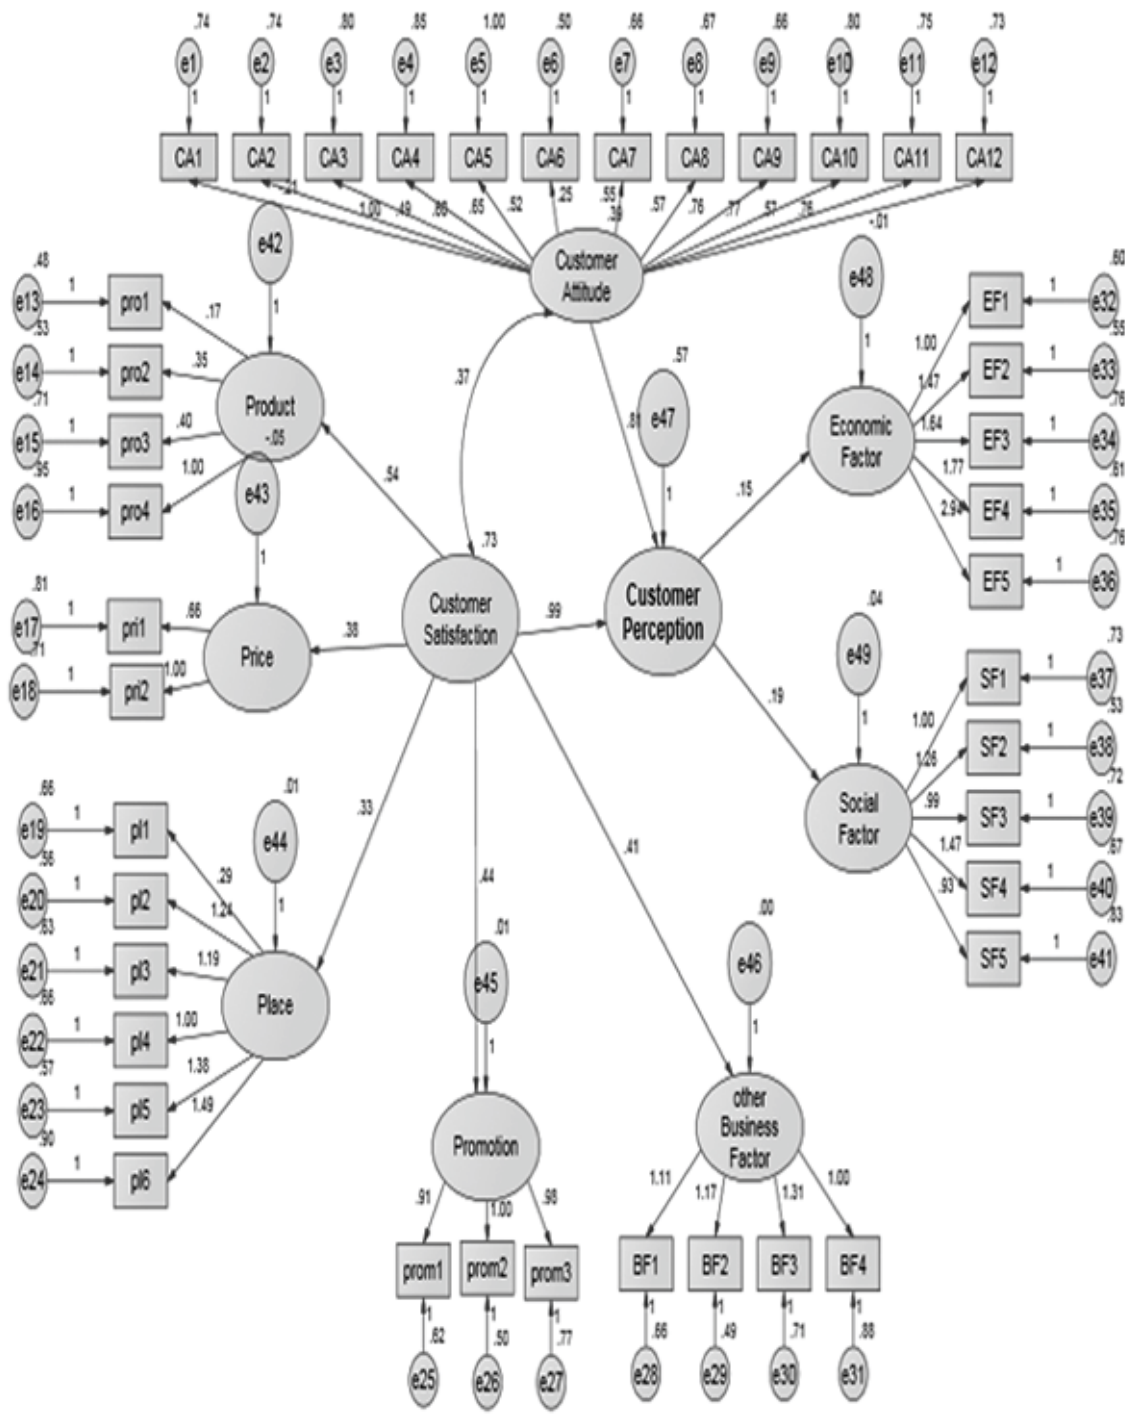 .74 .74 .80 .85 1.00 .50 .66 .67 .66 .80 .75 .73
e1 e2 e3 e4 e5 e6 e7 e8 e9 e10 e11 e12
1 1 1 1 1 1 1 1 1 1 1 1
CA1 CA2 CA3 CA4 CA5 CA6 CA7 CA8 CA9 CA10 CA11 CA12
1.00 .49 .66 .65 .52 .25 .55 .57 .76 .77 .57 .76
.21
.39
Customer
Attitude
e42
1
.48
e13 1 pro1 .17
.53
e14 1 pro2 .35
.71
e15 1 pro3 .40
.95
e16 1 pro4 1.00
Product
-.05
e43
1
.54
.37
.81
.57
e47
1
-.01
e48
1
Economic
Factor
.15
1.00 EF1 1 e32 .60
1.47 EF2 1 e33 .55
1.64 EF3 1 e34 .76
1.77 EF4 1 e35 .61
2.94 EF5 1 e36 .76
.73
Customer
Satisfaction
.99
Customer
Perception
.81
e17 1 pri1 .66
.71
e18 1 pri2 1.00
Price
.38
.04
e49
1
.19
Social
Factor
1.00 SF1 1 e37 .73
1.26 SF2 1 e38 .53
.99 SF3 1 e39 .72
1.47 SF4 1 e40 .67
.93 SF5 1 e41 .83
.66
e19 1 pl1 .29
.56
e20 1 pl2 1.24
.63
e21 1 pl3 1.19
.66
e22 1 pl4 1.00
.57
e23 1 pl5 1.38
.90
e24 1 pl6 1.49
.01
e44
1
Place
.33
.44
.01
e45
1
Promotion
.91 1.00 .98
prom1 prom2 prom3
1 1 1
.62 .50 .77
e25 e26 e27
.41
.00
e46
1
other
Business
Factor
1.11 1.17 1.31 1.00
BF1 BF2 BF3 BF4
1 1 1 1
.66 .49 .71 .88
e28 e29 e30 e31